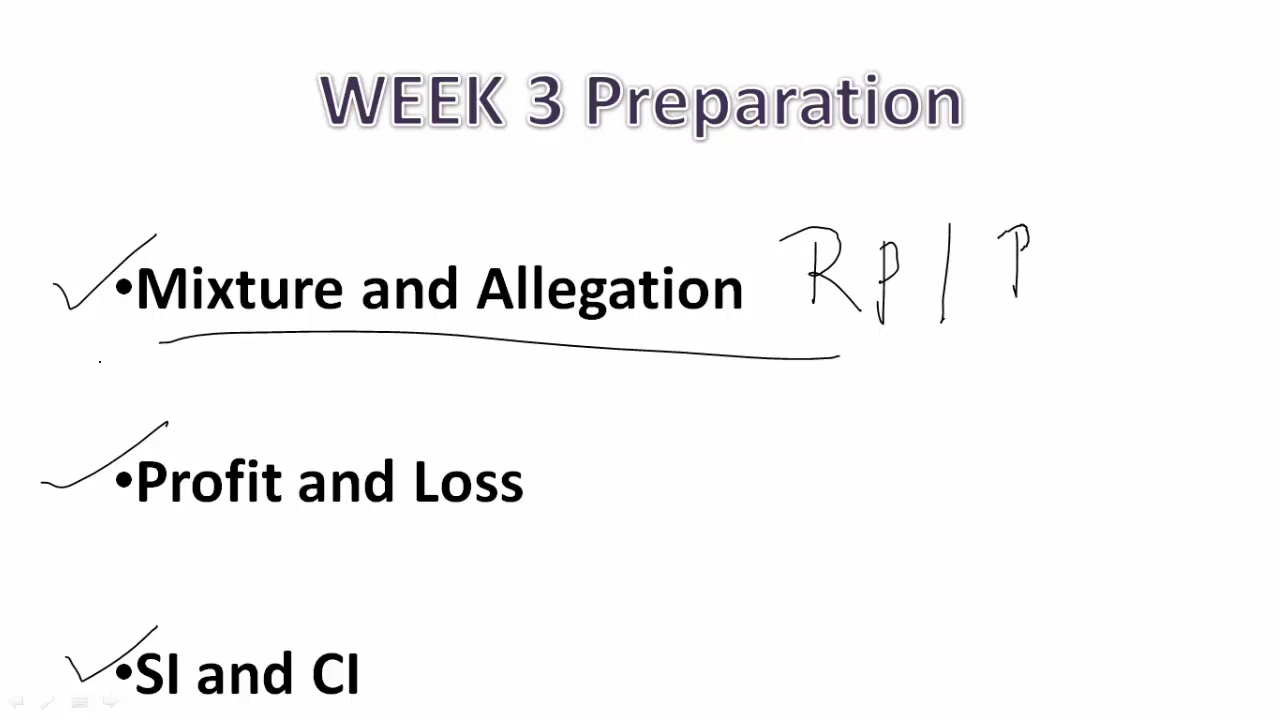 WEEK 3 Preparation
•Mixture and Allegation Rp / P
•Profit and Loss
•SI and CI